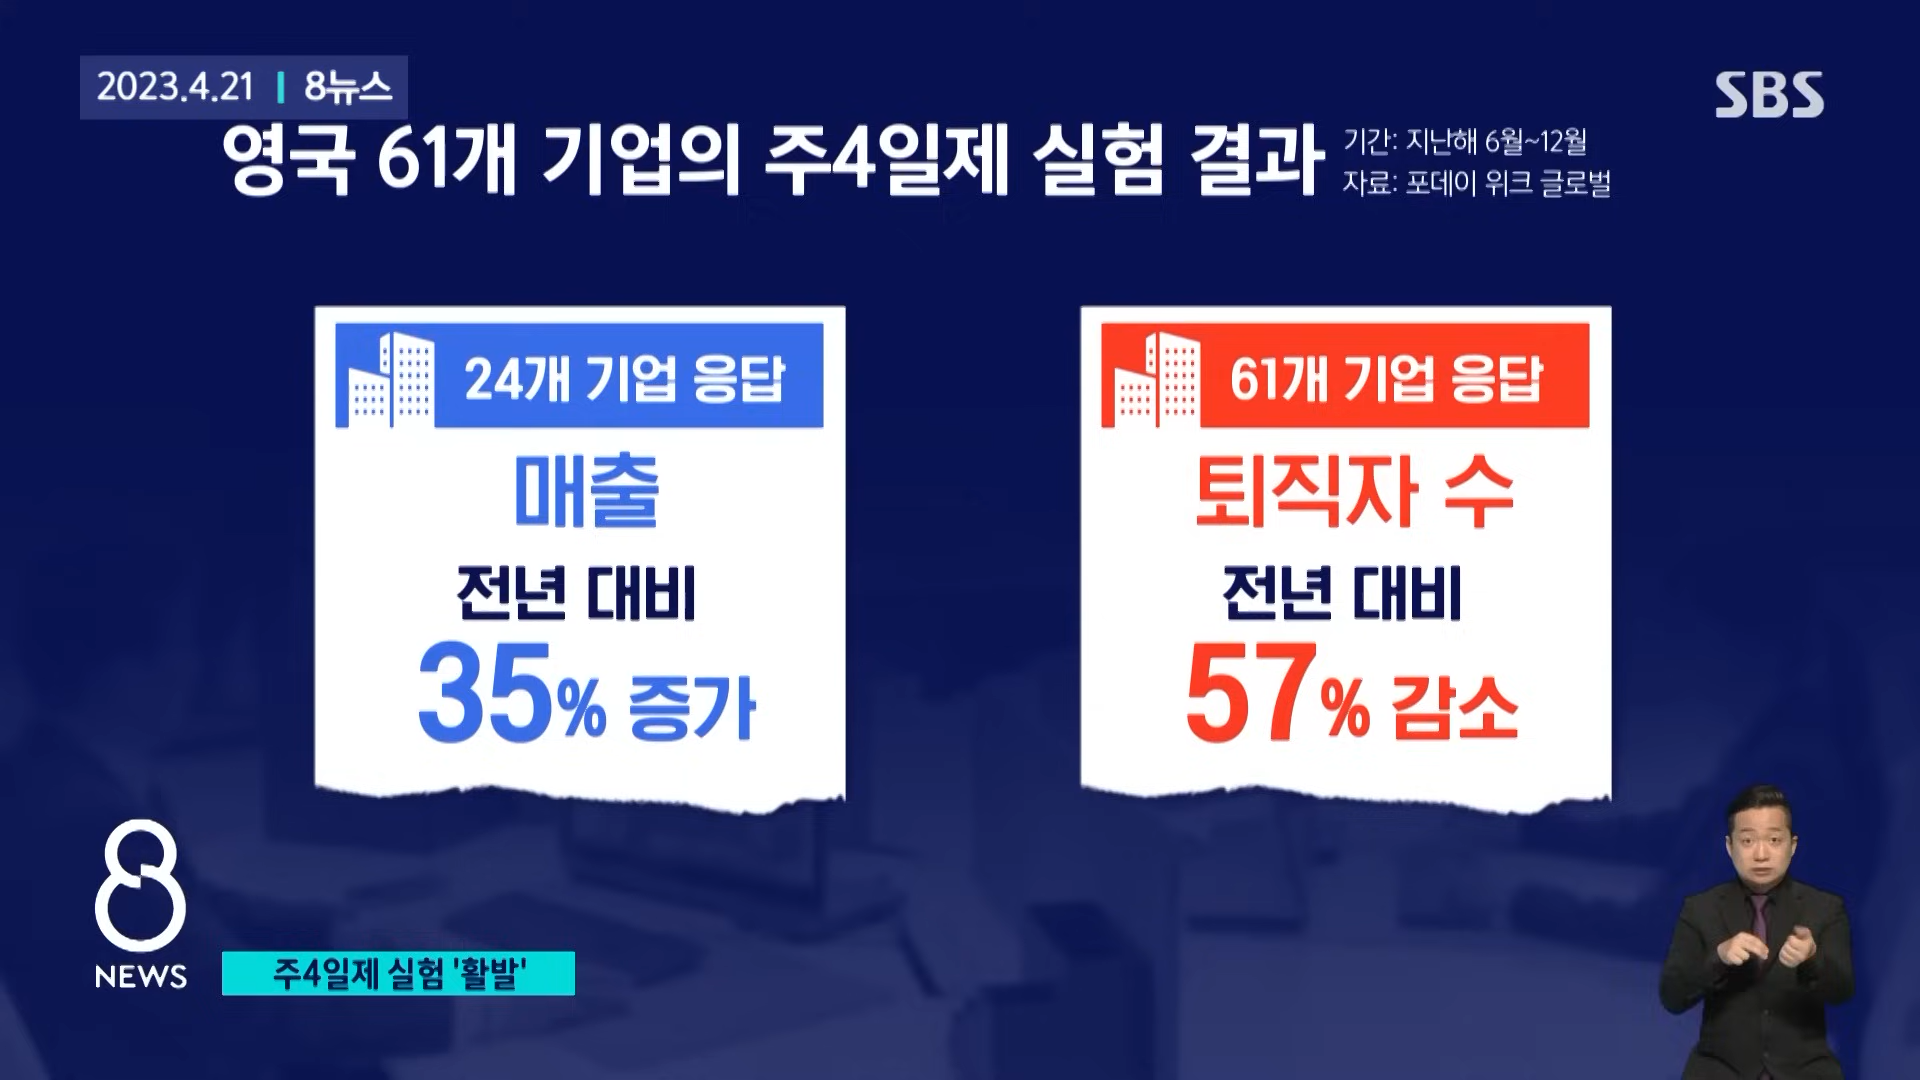 2023.4.21 | 8뉴스
SBS
영국 61개 기업의 주4일제 실험 결과
기간: 지난해 6월~12월
자료: 포데이 위크 글로벌
24개 기업 응답
매출
전년 대비
35% 증가
61개 기업 응답
퇴직자 수
전년 대비
57% 감소
8
NEWS
주4일제 실험 '활발'